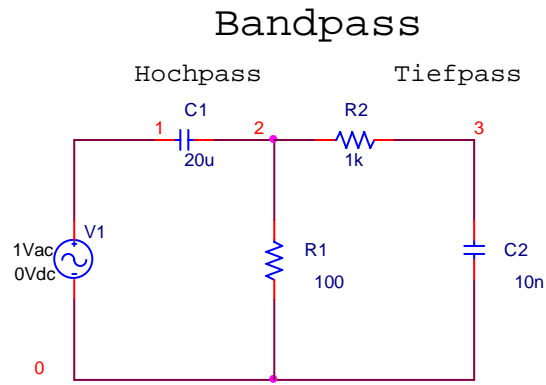 Bandpass
Hochpass Tiefpass
C1 R2
1 2 3
20u 1k
V1
1Vac
0Vdc
R1 C2
100 10n
0